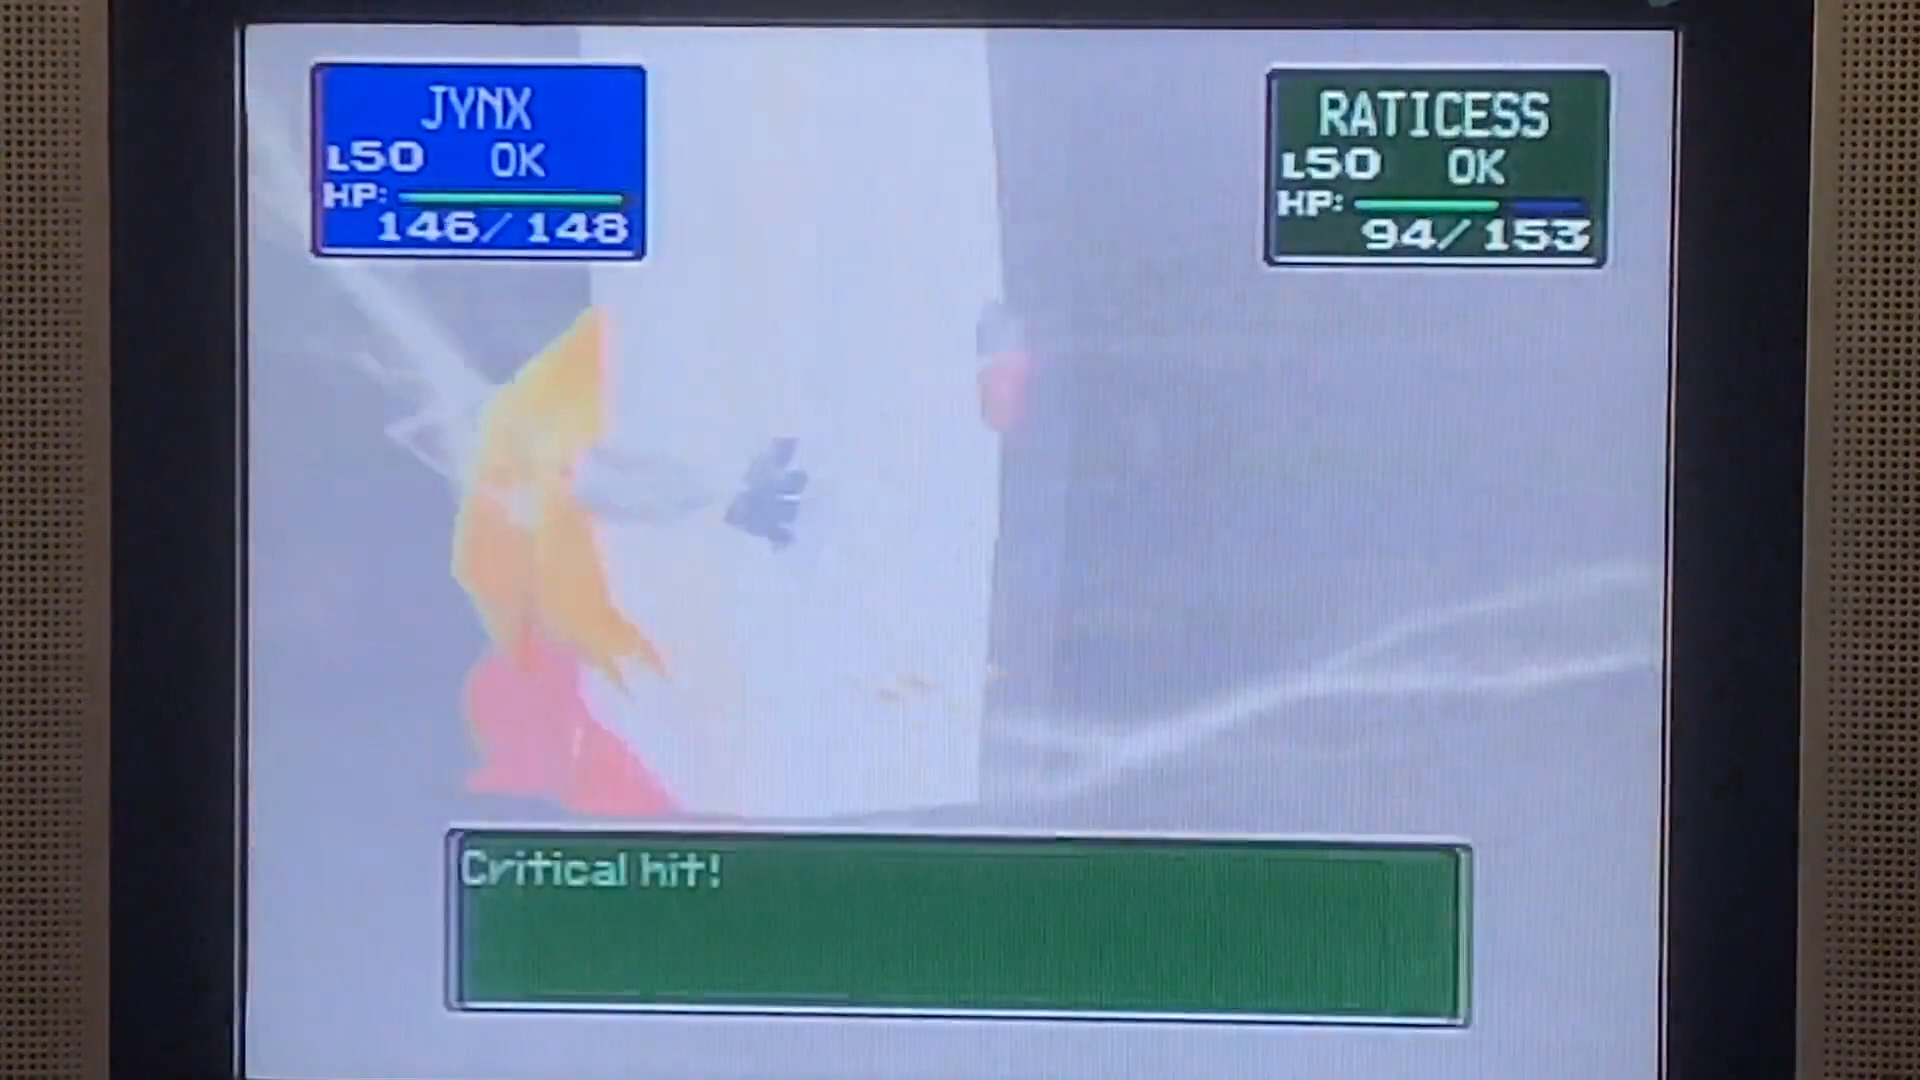 JYNX
L50 OK
HP:
146/148
RATICESS
L50 OK
HP:
94/153
Critical hit!